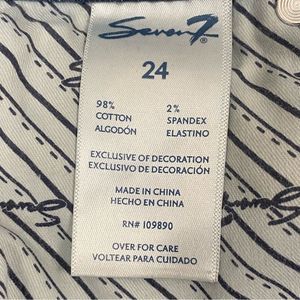 Seven7®
24
98% 2%
COTTON SPANDEX
ALGODÓN ELASTINO
EXCLUSIVE OF DECORATION
EXCLUSIVO DE DECORACIÓN
MADE IN CHINA
HECHO EN CHINA
RN# 109890
OVER FOR CARE
VOLTEAR PARA CUIDADO